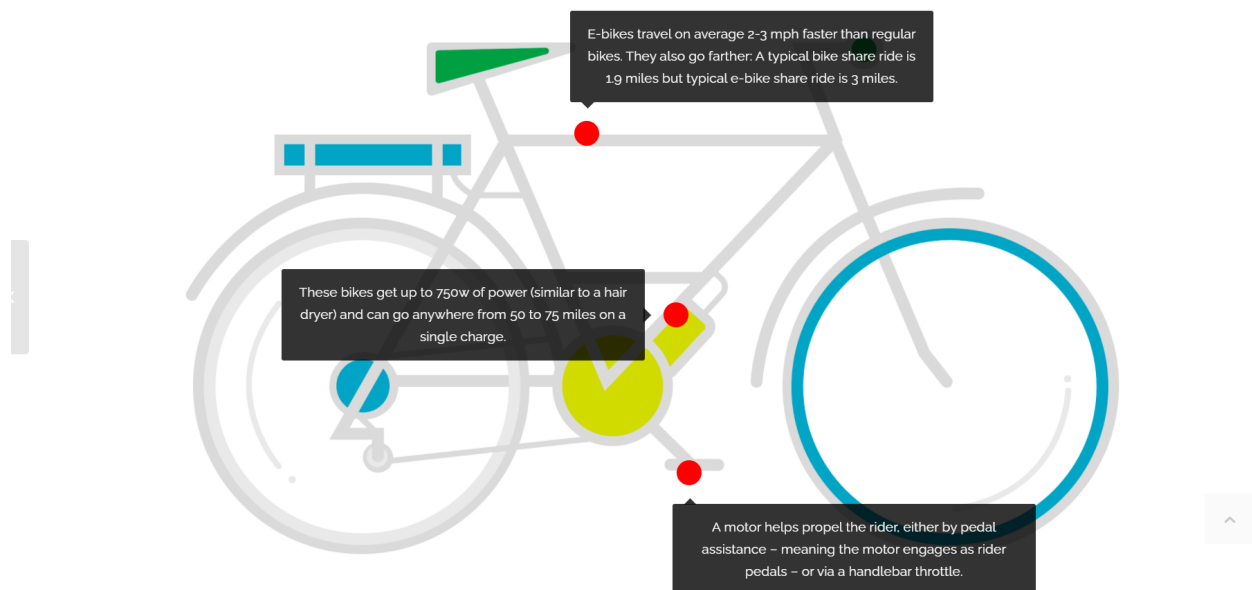 E-bikes travel on average 2-3 mph faster than regular
bikes. They also go farther: A typical bike share ride is
1.9 miles but typical e-bike share ride is 3 miles.
These bikes get up to 750w of power (similar to a hair
dryer) and can go anywhere from 50 to 75 miles on a
single charge.
A motor helps propel the rider, either by pedal
assistance – meaning the motor engages as rider
pedals – or via a handlebar throttle.